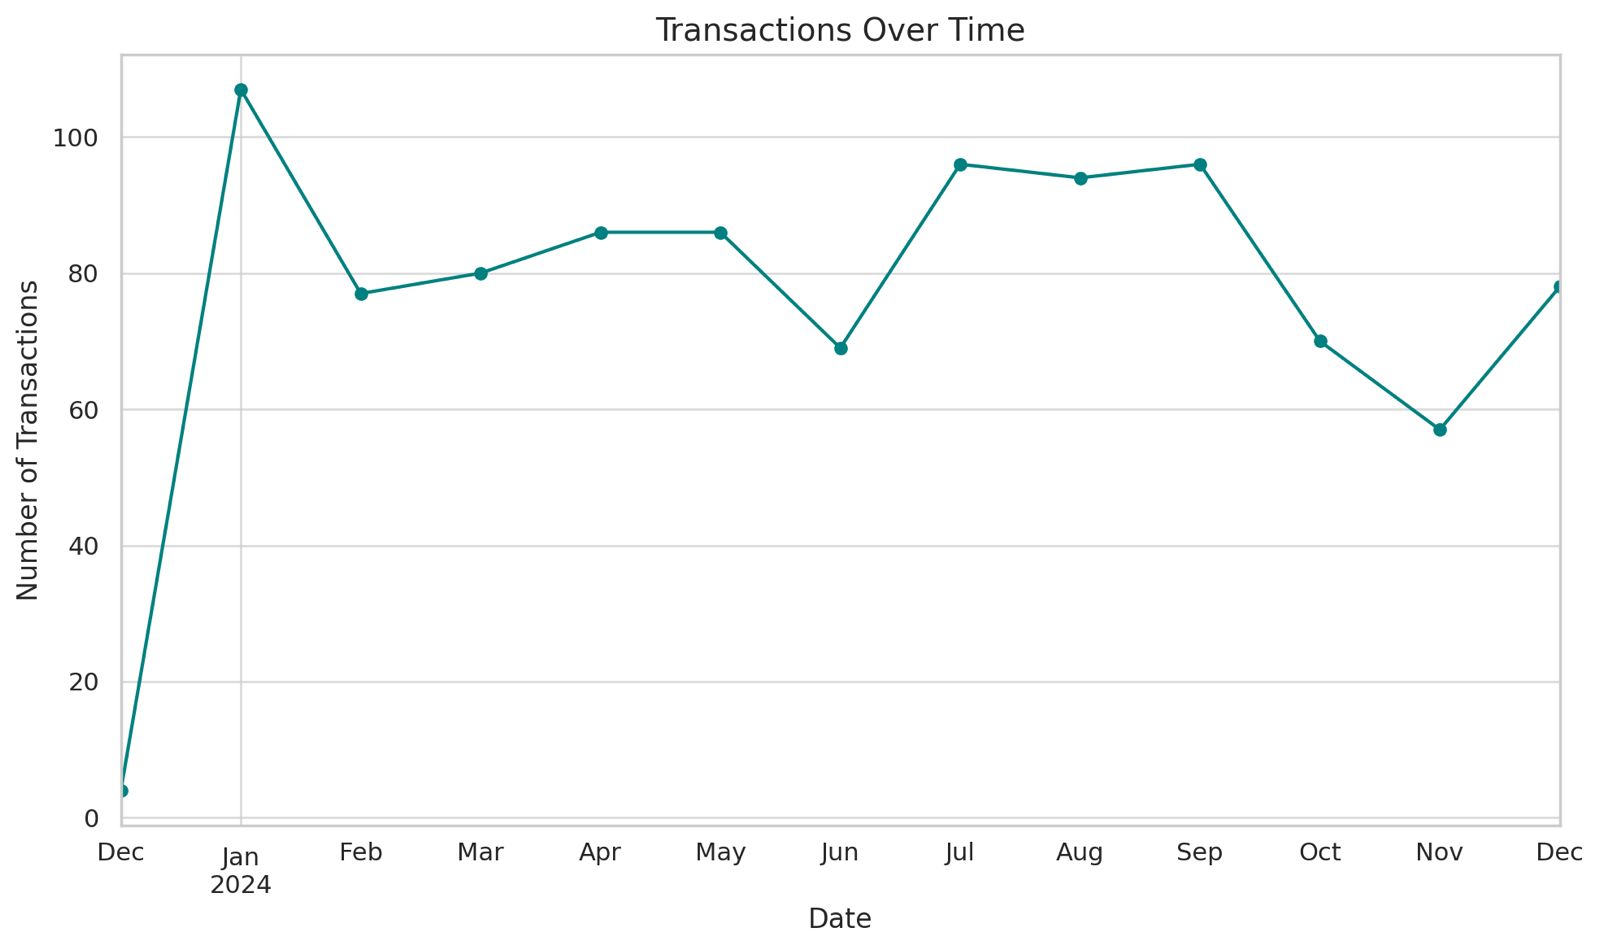 Transactions Over Time
Number of Transactions
100
80
60
40
20
0
Dec Jan Feb Mar Apr May Jun Jul Aug Sep Oct Nov Dec
2024
Date